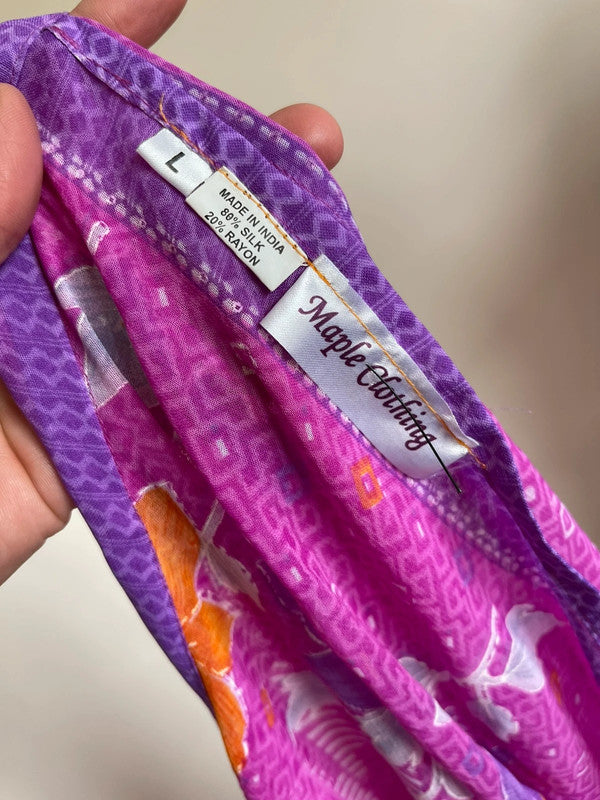 L
MADE IN INDIA
80% SILK
20% RAYON
Maple Clothing